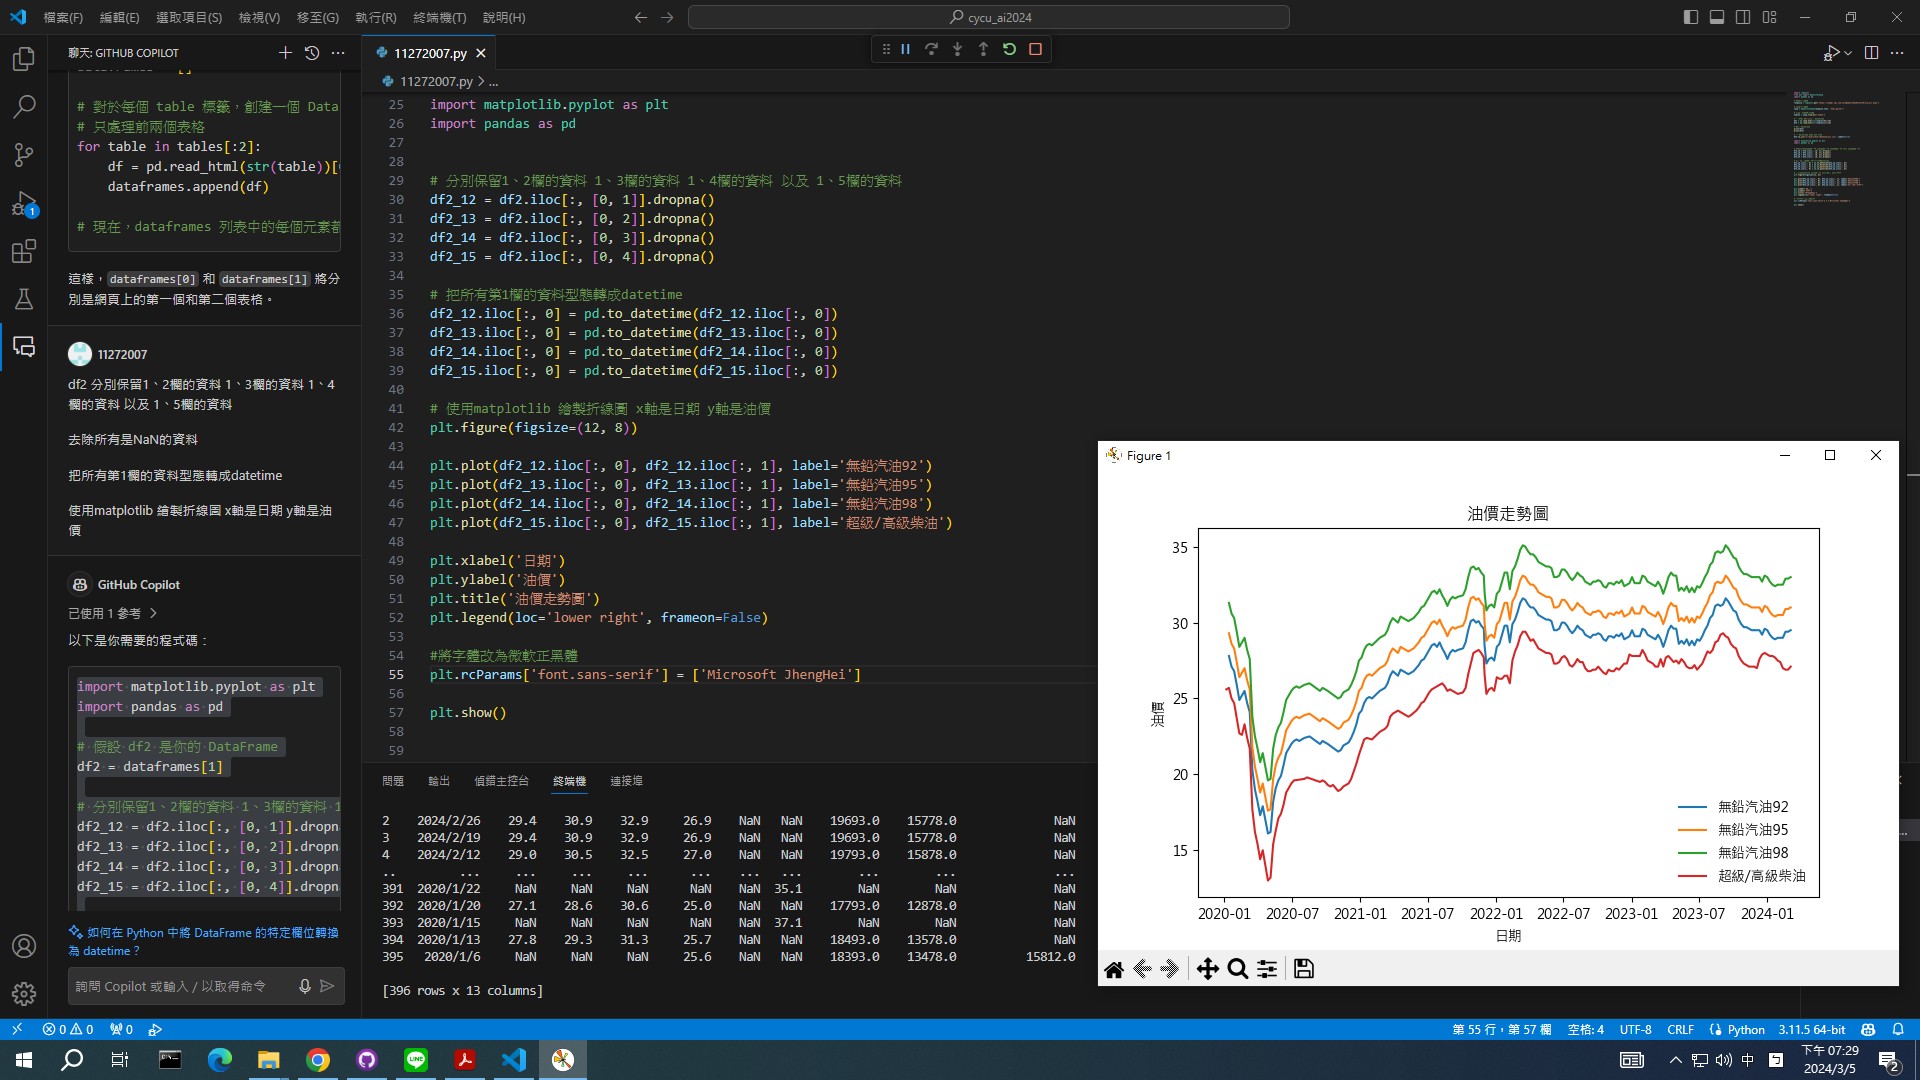 檔案(F) 編輯(E) 選取項目(S) 檢視(V) 移至(G) 執行(R) 終端機(T) 說明(H)
cycu_ai2024
聊天: GITHUB COPILOT
# 對於每個 table 標籤，創建一個 Data
# 只處理前兩個表格
for table in tables[:2]:
df = pd.read_html(str(table))[
dataframes.append(df)
# 現在，dataframes 列表中的每個元素都
這樣，dataframes[0] 和 dataframes[1] 將分
別是網頁上的第一個和第二個表格。
11272007
df2 分別保留1、2欄的資料 1、3欄的資料 1、4
欄的資料 以及 1、5欄的資料
去除所有是NaN的資料
把所有第1欄的資料型態轉成datetime
使用matplotlib 繪製折線圖 x軸是日期 y軸是油
價
GitHub Copilot
已使用 1 參考
以下是你需要的程式碼：
import matplotlib.pyplot as plt
import pandas as pd
# 假設 df2 是你的 DataFrame
df2 = dataframes[1]
# 分別保留1、2欄的資料 1、3欄的資料 1
df2_12 = df2.iloc[:, [0, 1]].dropn
df2_13 = df2.iloc[:, [0, 2]].dropn
df2_14 = df2.iloc[:, [0, 3]].dropn
df2_15 = df2.iloc[:, [0, 4]].dropn
如何在 Python 中將 DataFrame 的特定欄位轉換
為 datetime？
詢問 Copilot 或輸入 / 以取得命令
11272007.py
11272007.py > ...
25 import matplotlib.pyplot as plt
26 import pandas as pd
27
28
29 # 分別保留1、2欄的資料 1、3欄的資料 1、4欄的資料 以及 1、5欄的資料
30 df2_12 = df2.iloc[:, [0, 1]].dropna()
31 df2_13 = df2.iloc[:, [0, 2]].dropna()
32 df2_14 = df2.iloc[:, [0, 3]].dropna()
33 df2_15 = df2.iloc[:, [0, 4]].dropna()
34
35 # 把所有第1欄的資料型態轉成datetime
36 df2_12.iloc[:, 0] = pd.to_datetime(df2_12.iloc[:, 0])
37 df2_13.iloc[:, 0] = pd.to_datetime(df2_13.iloc[:, 0])
38 df2_14.iloc[:, 0] = pd.to_datetime(df2_14.iloc[:, 0])
39 df2_15.iloc[:, 0] = pd.to_datetime(df2_15.iloc[:, 0])
40
41 # 使用matplotlib 繪製折線圖 x軸是日期 y軸是油價
42 plt.figure(figsize=(12, 8))
43
44 plt.plot(df2_12.iloc[:, 0], df2_12.iloc[:, 1], label='無鉛汽油92')
45 plt.plot(df2_13.iloc[:, 0], df2_13.iloc[:, 1], label='無鉛汽油95')
46 plt.plot(df2_14.iloc[:, 0], df2_14.iloc[:, 1], label='無鉛汽油98')
47 plt.plot(df2_15.iloc[:, 0], df2_15.iloc[:, 1], label='超級/高級柴油')
48
49 plt.xlabel('日期')
50 plt.ylabel('油價')
51 plt.title('油價走勢圖')
52 plt.legend(loc='lower right', frameon=False)
53
54 #將字體改為微軟正黑體
55 plt.rcParams['font.sans-serif'] = ['Microsoft JhengHei']
56
57 plt.show()
58
59
問題 輸出 偵錯主控台 終端機 連接埠
2 2024/2/26 29.4 30.9 32.9 26.9 NaN NaN 19693.0 15778.0 NaN
3 2024/2/19 29.4 30.9 32.9 26.9 NaN NaN 19693.0 15778.0 NaN
4 2024/2/12 29.0 30.5 32.5 27.0 NaN NaN 19793.0 15878.0 NaN
.. ... ... ... ... ... ... ... ... ... ...
391 2020/1/22 NaN NaN NaN NaN NaN 35.1 NaN NaN NaN
392 2020/1/20 27.1 28.6 30.6 25.0 NaN NaN 17793.0 12878.0 NaN
393 2020/1/15 NaN NaN NaN NaN NaN 37.1 NaN NaN NaN
394 2020/1/13 27.8 29.3 31.3 25.7 NaN NaN 18493.0 13578.0 NaN
395 2020/1/6 NaN NaN NaN 25.6 NaN NaN 18393.0 13478.0 15812.0
[396 rows x 13 columns]
Figure 1
油價走勢圖
35
30
25
20
15
油價
無鉛汽油92
無鉛汽油95
無鉛汽油98
超級/高級柴油
2020-01 2020-07 2021-01 2021-07 2022-01 2022-07 2023-01 2023-07 2024-01
日期
0 0 0
第 55 行，第 57 欄 空格: 4 UTF-8 CRLF Python 3.11.5 64-bit
中
下午 07:29
2024/3/5
2